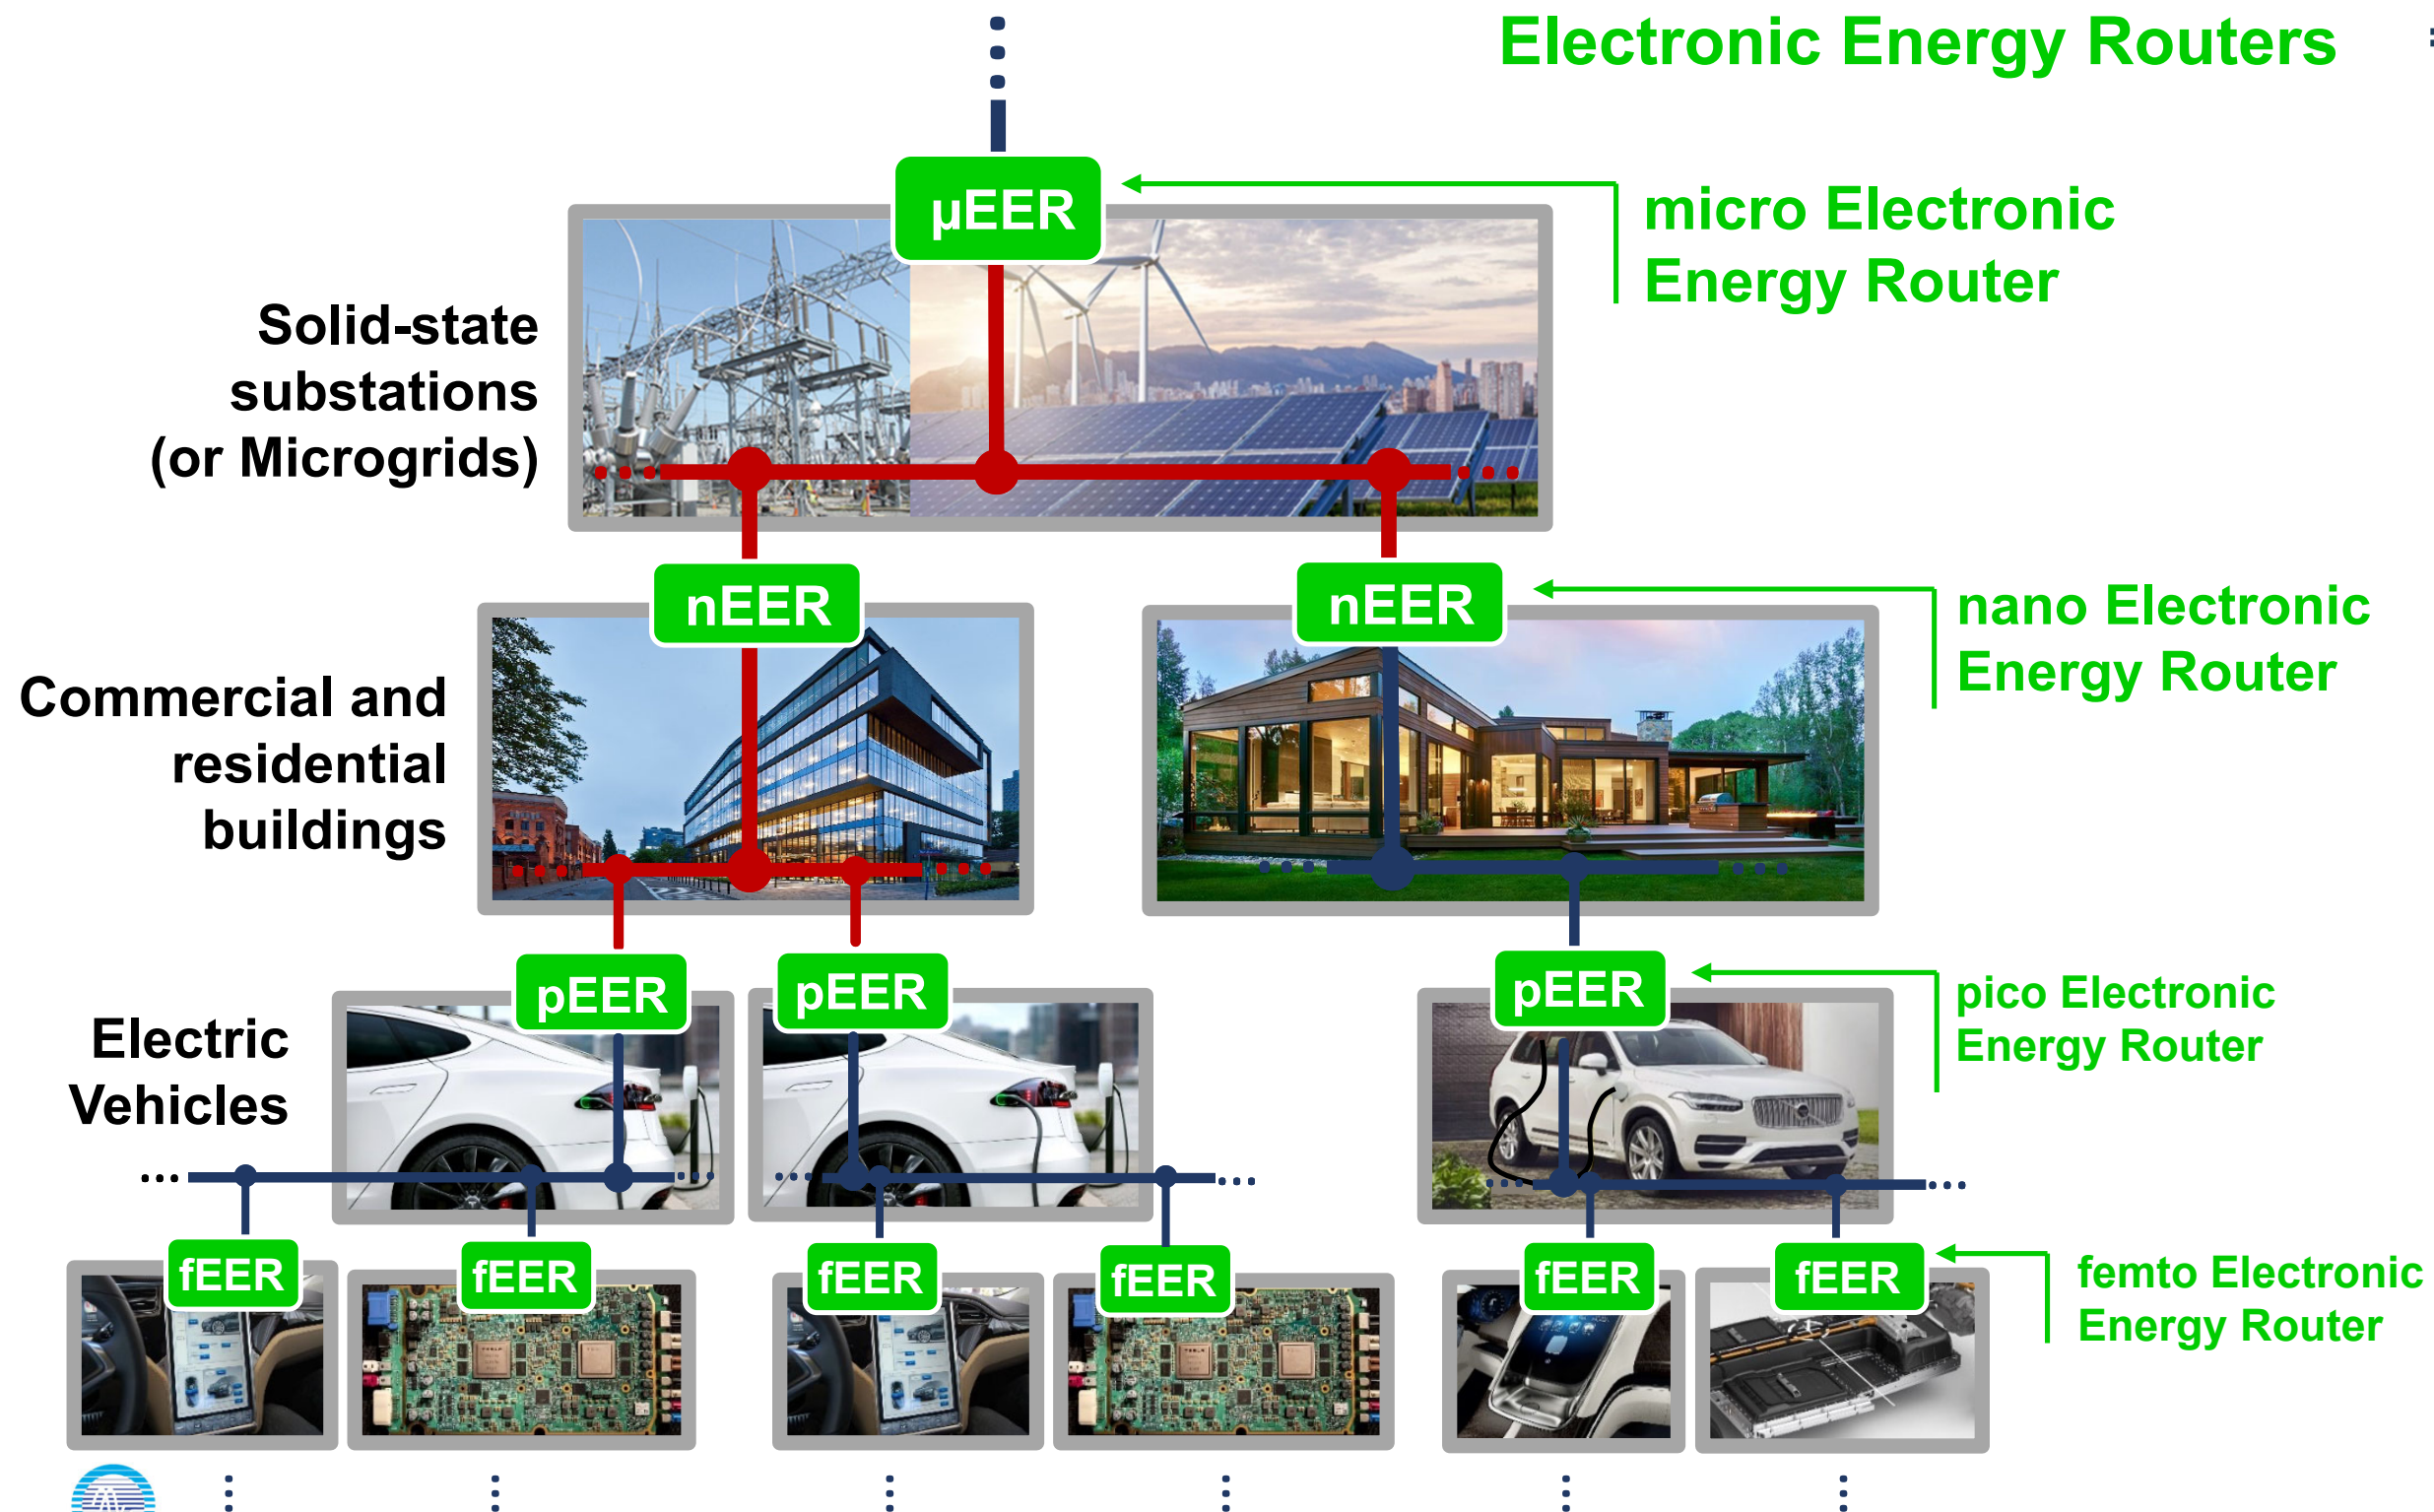 Electronic Energy Routers
µEER
micro Electronic
Energy Router
Solid-state
substations
(or Microgrids)
nEER
nEER
nano Electronic
Energy Router
Commercial and
residential
buildings
pEER
pEER
pEER
pico Electronic
Energy Router
Electric
Vehicles
fEER
fEER
fEER
fEER
fEER
fEER
femto Electronic
Energy Router